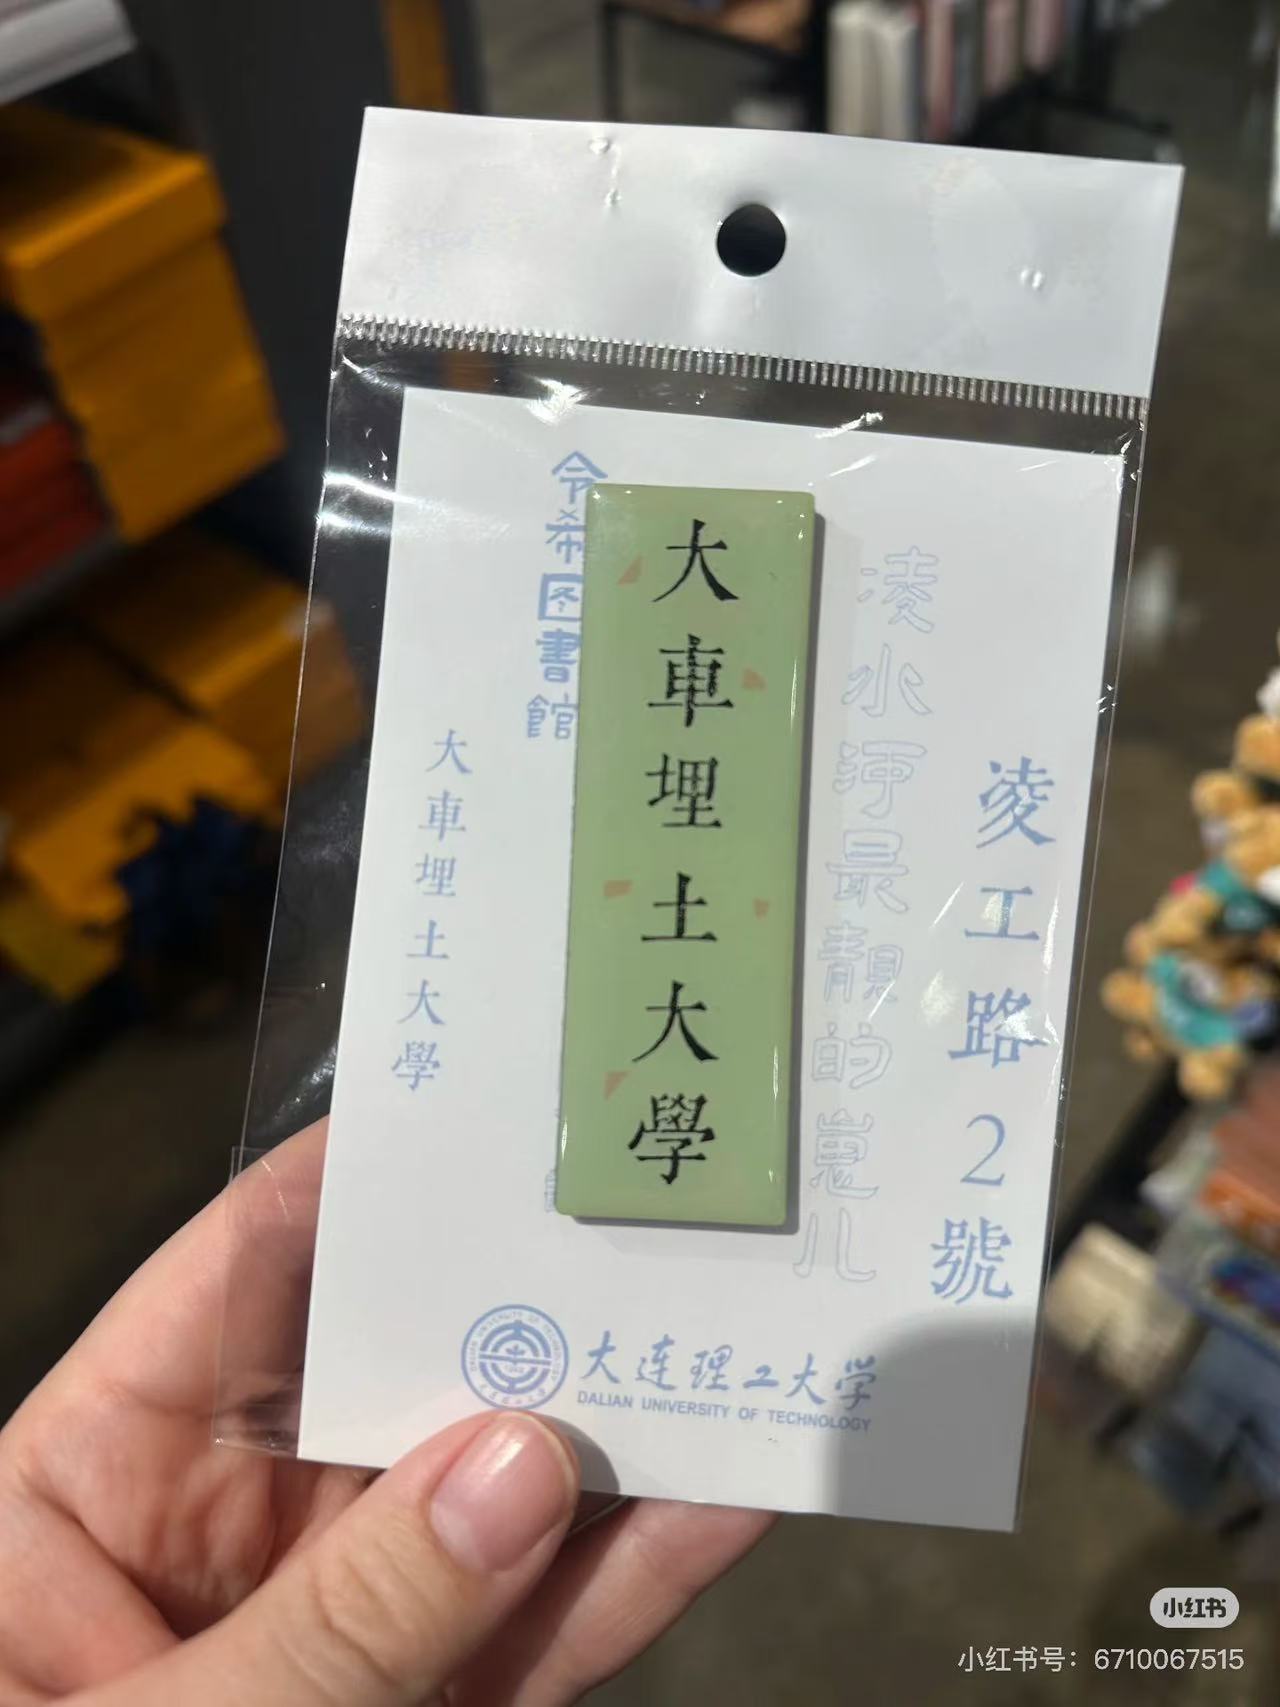 令希图書館
大車埋土大學
大車埋土大學
凌水河最靚的崽儿
凌工路2號
大连理工大学
DALIAN UNIVERSITY OF TECHNOLOGY
小红书
小红书号：6710067515